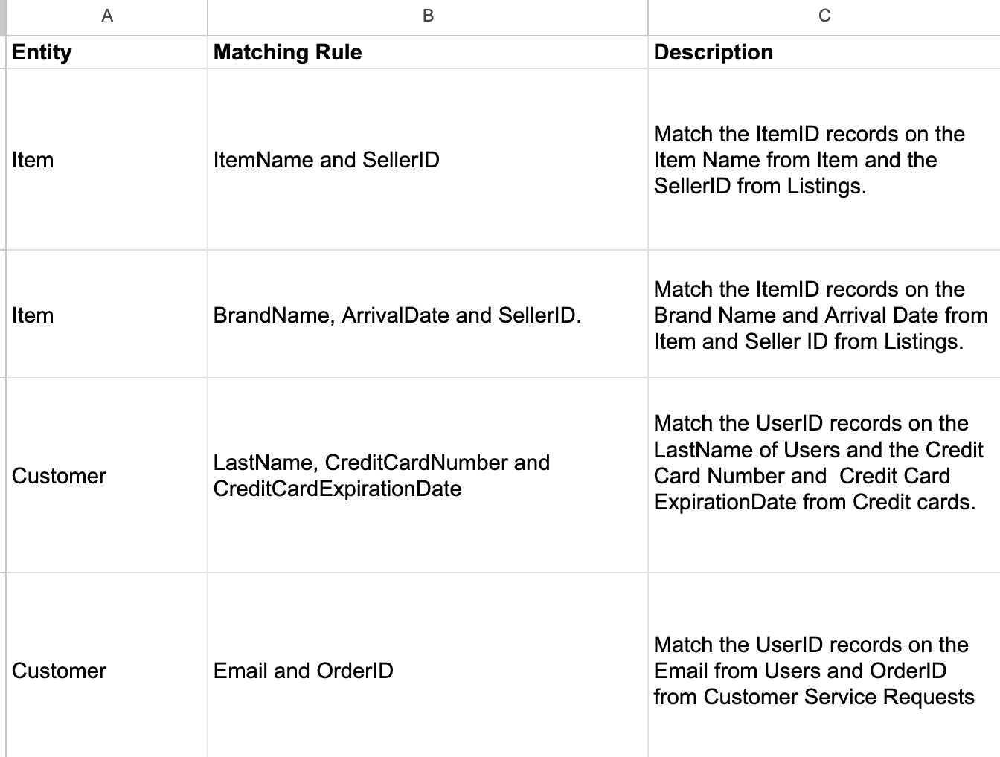 A
B
C
Entity
Matching Rule
Description
Item
ItemName and SellerID
Match the ItemID records on the
Item Name from Item and the
SellerID from Listings.
Item
BrandName, ArrivalDate and SellerID.
Match the ItemID records on the
Brand Name and Arrival Date from
Item and Seller ID from Listings.
Customer
LastName, CreditCardNumber and
CreditCardExpirationDate
Match the UserID records on the
LastName of Users and the Credit
Card Number and  Credit Card
ExpirationDate from Credit cards.
Customer
Email and OrderID
Match the UserID records on the
Email from Users and OrderID
from Customer Service Requests